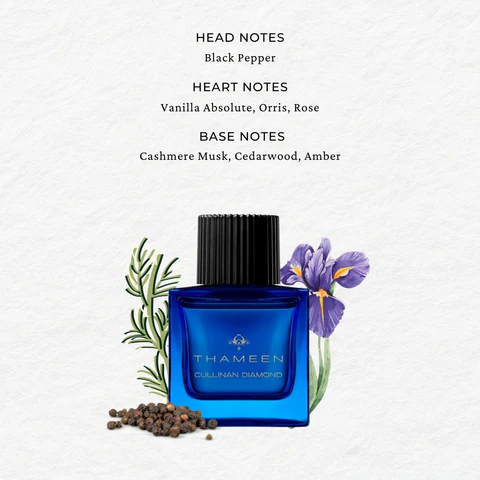 HEAD NOTES
Black Pepper
HEART NOTES
Vanilla Absolute, Orris, Rose
BASE NOTES
Cashmere Musk, Cedarwood, Amber
THAMEEN
CULLINAN DIAMOND